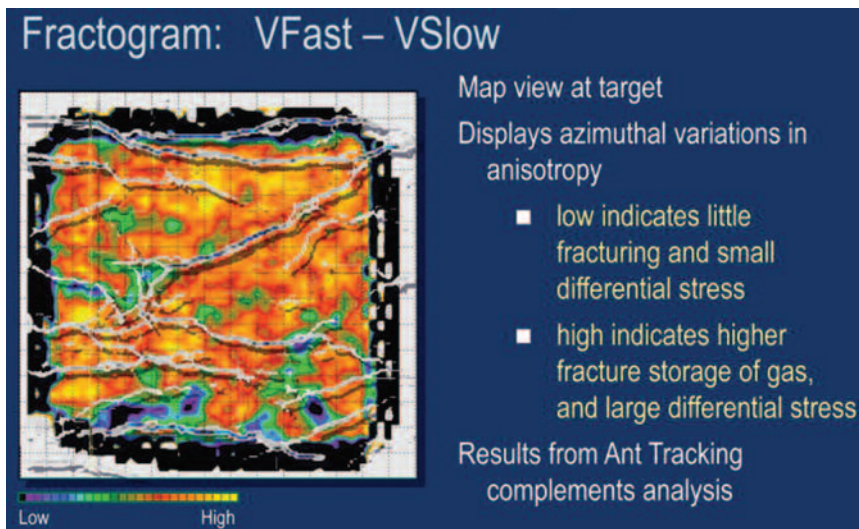 Fractogram: VFast – VSlow
Map view at target
Displays azimuthal variations in
anisotropy
low indicates little
fracturing and small
differential stress
high indicates higher
fracture storage of gas,
and large differential stress
Results from Ant Tracking
complements analysis
Low High